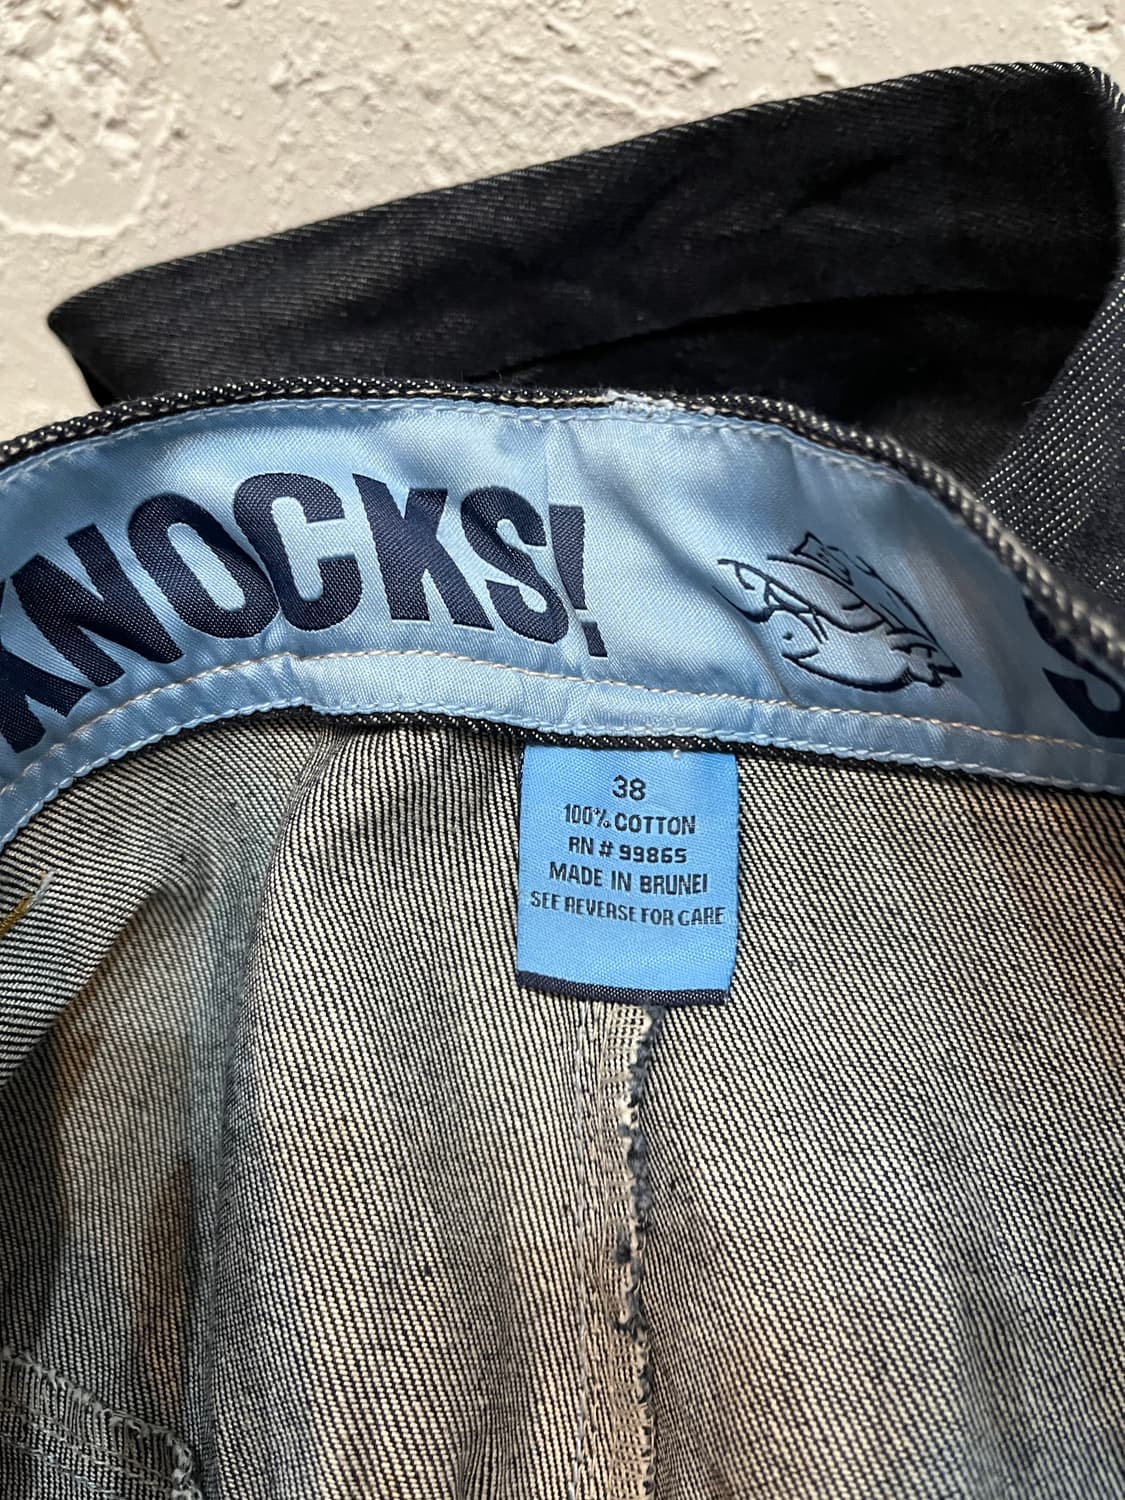 KNOCKS!
38
100% COTTON
RN # 99865
MADE IN BRUNEI
SEE REVERSE FOR CARE